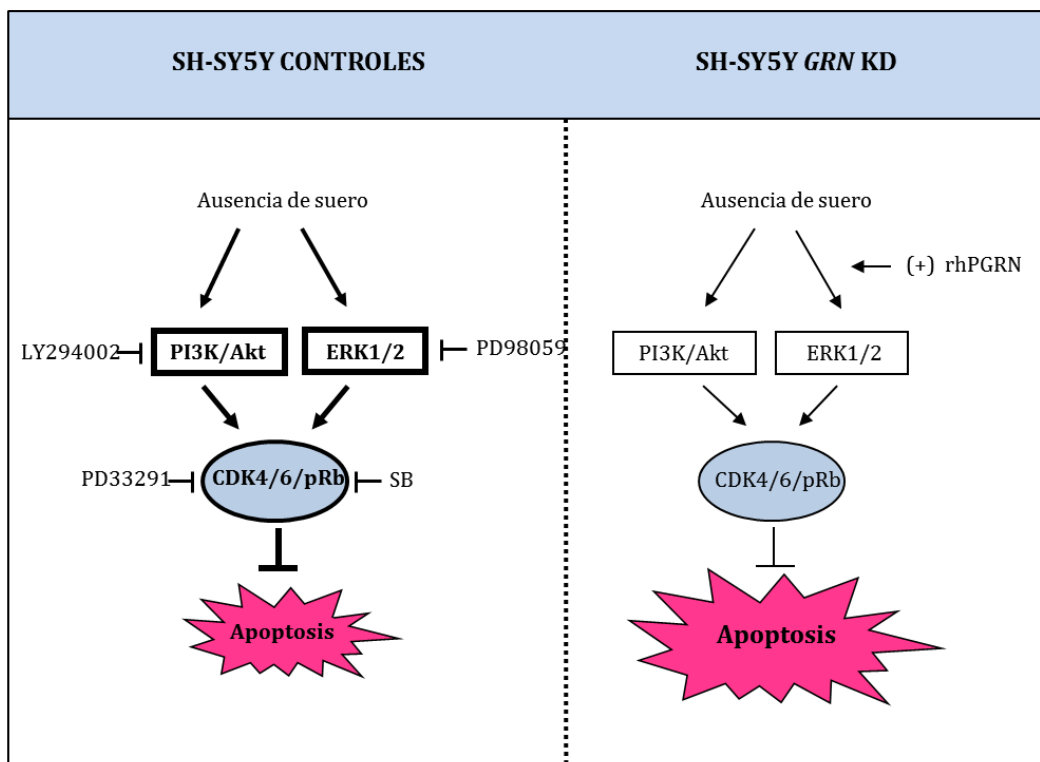 SH-SY5Y CONTROLES
SH-SY5Y GRN KD
Ausencia de suero
LY294002
PI3K/Akt
ERK1/2
PD98059
PD33291
CDK4/6/pRb
SB
Apoptosis
Ausencia de suero
(+) rhPGRN
PI3K/Akt
ERK1/2
CDK4/6/pRb
Apoptosis